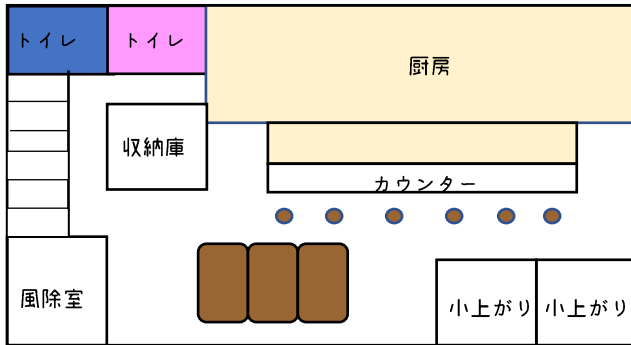 トイレ
トイレ
厨房
収納庫
カウンター
風除室
小上がり
小上がり